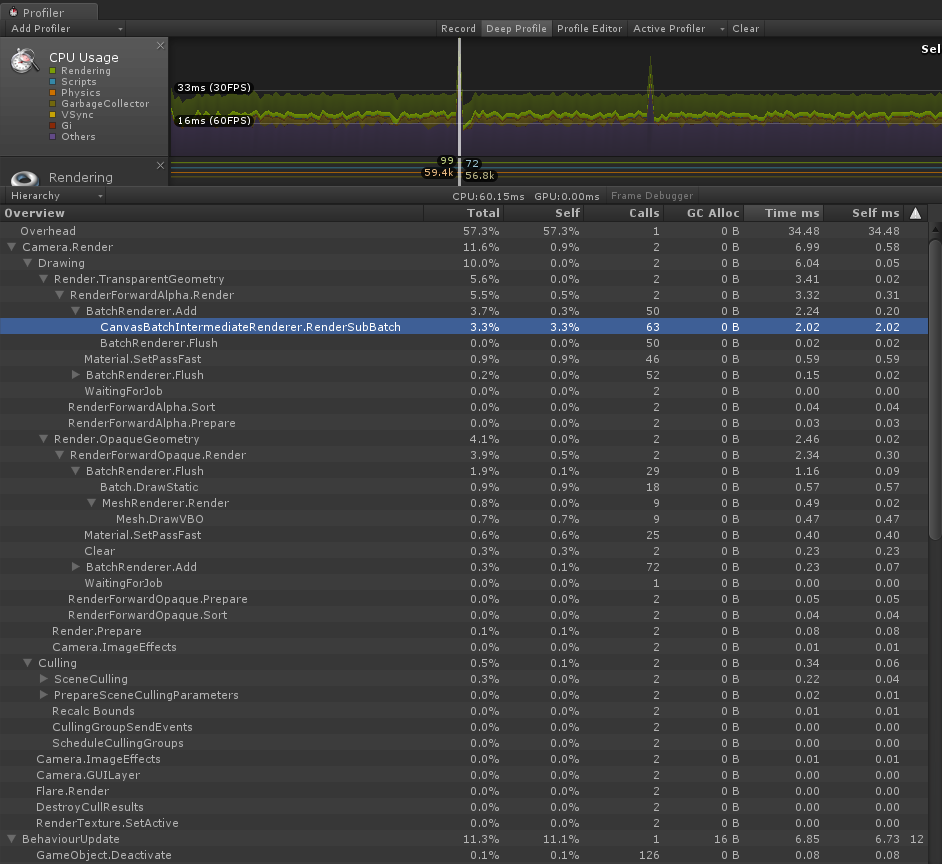 Profiler
Add Profiler Record Deep Profile Profile Editor Active Profiler Clear
CPU Usage
Rendering
Scripts
Physics
GarbageCollector
VSync
Gi
Others
Sel
33ms (30FPS)
16ms (60FPS)
99 72
59.4k 56.8k
Rendering
Hierarchy CPU:60.15ms GPU:0.00ms Frame Debugger
Overview Total Self Calls GC Alloc Time ms Self ms
Overhead 57.3% 57.3% 1 0 B 34.48 34.48
Camera.Render 11.6% 0.9% 2 0 B 6.99 0.58
Drawing 10.0% 0.0% 2 0 B 6.04 0.05
Render.TransparentGeometry 5.6% 0.0% 2 0 B 3.41 0.02
RenderForwardAlpha.Render 5.5% 0.5% 2 0 B 3.32 0.31
BatchRenderer.Add 3.7% 0.3% 50 0 B 2.24 0.20
CanvasBatchIntermediateRenderer.RenderSubBatch 3.3% 3.3% 63 0 B 2.02 2.02
BatchRenderer.Flush 0.0% 0.0% 50 0 B 0.02 0.02
Material.SetPassFast 0.9% 0.9% 46 0 B 0.59 0.59
BatchRenderer.Flush 0.2% 0.0% 52 0 B 0.15 0.02
WaitingForJob 0.0% 0.0% 2 0 B 0.00 0.00
RenderForwardAlpha.Sort 0.0% 0.0% 2 0 B 0.04 0.04
RenderForwardAlpha.Prepare 0.0% 0.0% 2 0 B 0.03 0.03
Render.OpaqueGeometry 4.1% 0.0% 2 0 B 2.46 0.02
RenderForwardOpaque.Render 3.9% 0.5% 2 0 B 2.34 0.30
BatchRenderer.Flush 1.9% 0.1% 29 0 B 1.16 0.09
Batch.DrawStatic 0.9% 0.9% 18 0 B 0.57 0.57
MeshRenderer.Render 0.8% 0.0% 9 0 B 0.49 0.02
Mesh.DrawVBO 0.7% 0.7% 9 0 B 0.47 0.47
Material.SetPassFast 0.6% 0.6% 25 0 B 0.40 0.40
Clear 0.3% 0.3% 2 0 B 0.23 0.23
BatchRenderer.Add 0.3% 0.1% 72 0 B 0.23 0.07
WaitingForJob 0.0% 0.0% 1 0 B 0.00 0.00
RenderForwardOpaque.Prepare 0.0% 0.0% 2 0 B 0.05 0.05
RenderForwardOpaque.Sort 0.0% 0.0% 2 0 B 0.04 0.04
Render.Prepare 0.1% 0.1% 2 0 B 0.08 0.08
Camera.ImageEffects 0.0% 0.0% 2 0 B 0.01 0.01
Culling 0.5% 0.1% 2 0 B 0.34 0.06
SceneCulling 0.3% 0.0% 2 0 B 0.22 0.04
PrepareSceneCullingParameters 0.0% 0.0% 2 0 B 0.02 0.01
Recalc Bounds 0.0% 0.0% 2 0 B 0.01 0.01
CullingGroupSendEvents 0.0% 0.0% 2 0 B 0.00 0.00
ScheduleCullingGroups 0.0% 0.0% 2 0 B 0.00 0.00
Camera.ImageEffects 0.0% 0.0% 2 0 B 0.01 0.01
Camera.GUILayer 0.0% 0.0% 2 0 B 0.00 0.00
Flare.Render 0.0% 0.0% 2 0 B 0.00 0.00
DestroyCullResults 0.0% 0.0% 2 0 B 0.00 0.00
RenderTexture.SetActive 0.0% 0.0% 2 0 B 0.00 0.00
BehaviourUpdate 11.3% 11.1% 1 16 B 6.85 6.73 12
GameObject.Deactivate 0.1% 0.1% 126 0 B 0.08 0.08